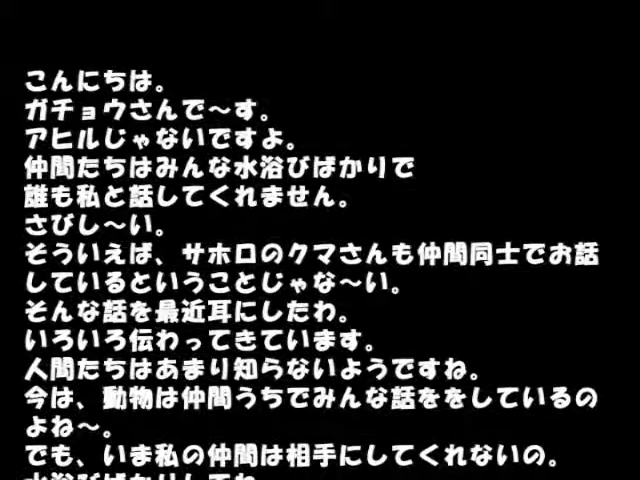 こんにちは。
ガチョウさんで～す。
アヒルじゃないですよ。
仲間たちはみんな水浴びばかりで
誰も私と話してくれません。
さびし～い。
そういえば、サホロのクマさんも仲間同士でお話
しているということじゃな～い。
そんな話を最近耳にしたわ。
いろいろ伝わってきています。
人間たちはあまり知らないようですね。
今は、動物は仲間うちでみんな話ををしているの
よね～。
でも、いま私の仲間は相手にしてくれないの。
水浴びばかりしてね